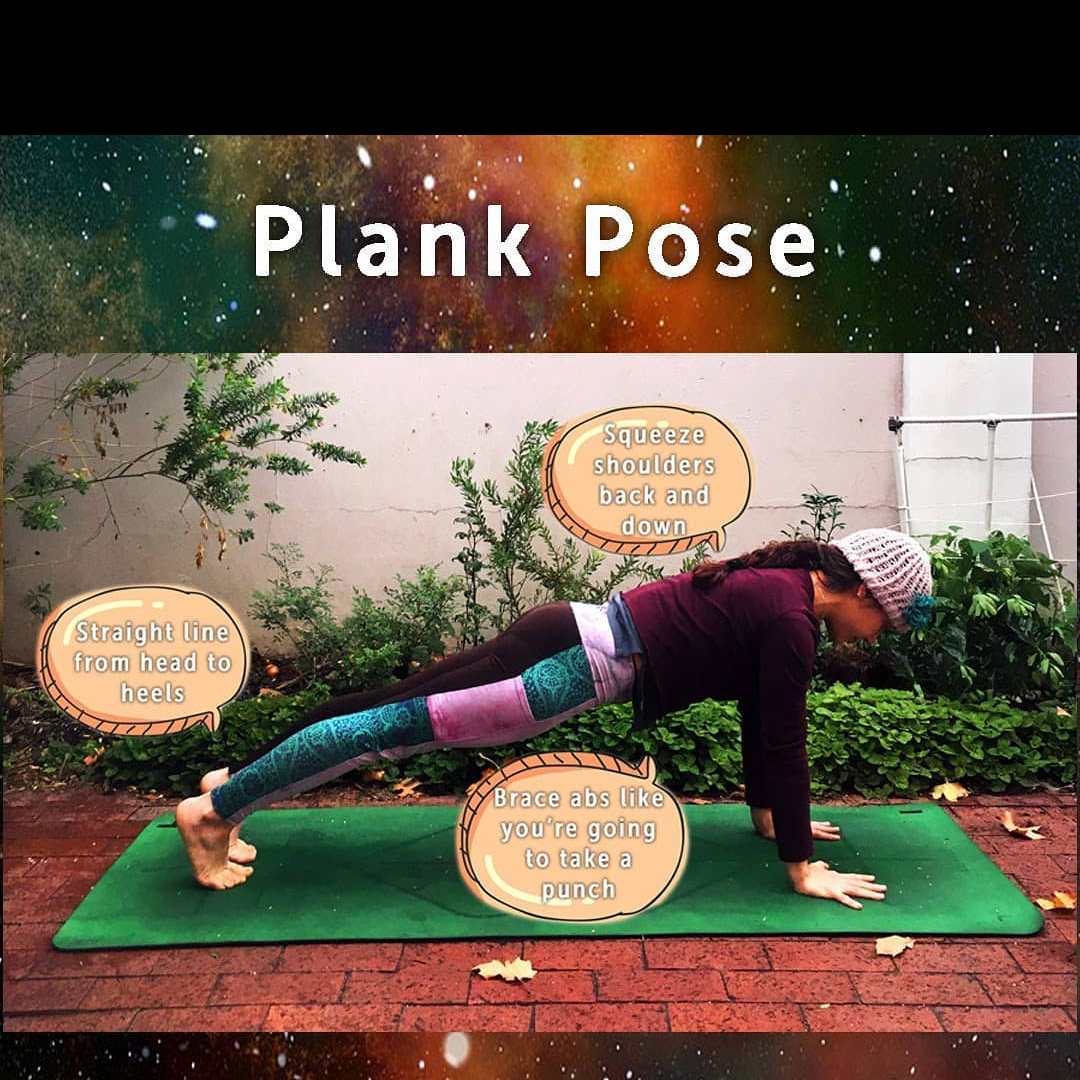 Plank Pose
Squeeze
shoulders
back and
down
Straight line
from head to
heels
Brace abs like
you're going
to take a
punch